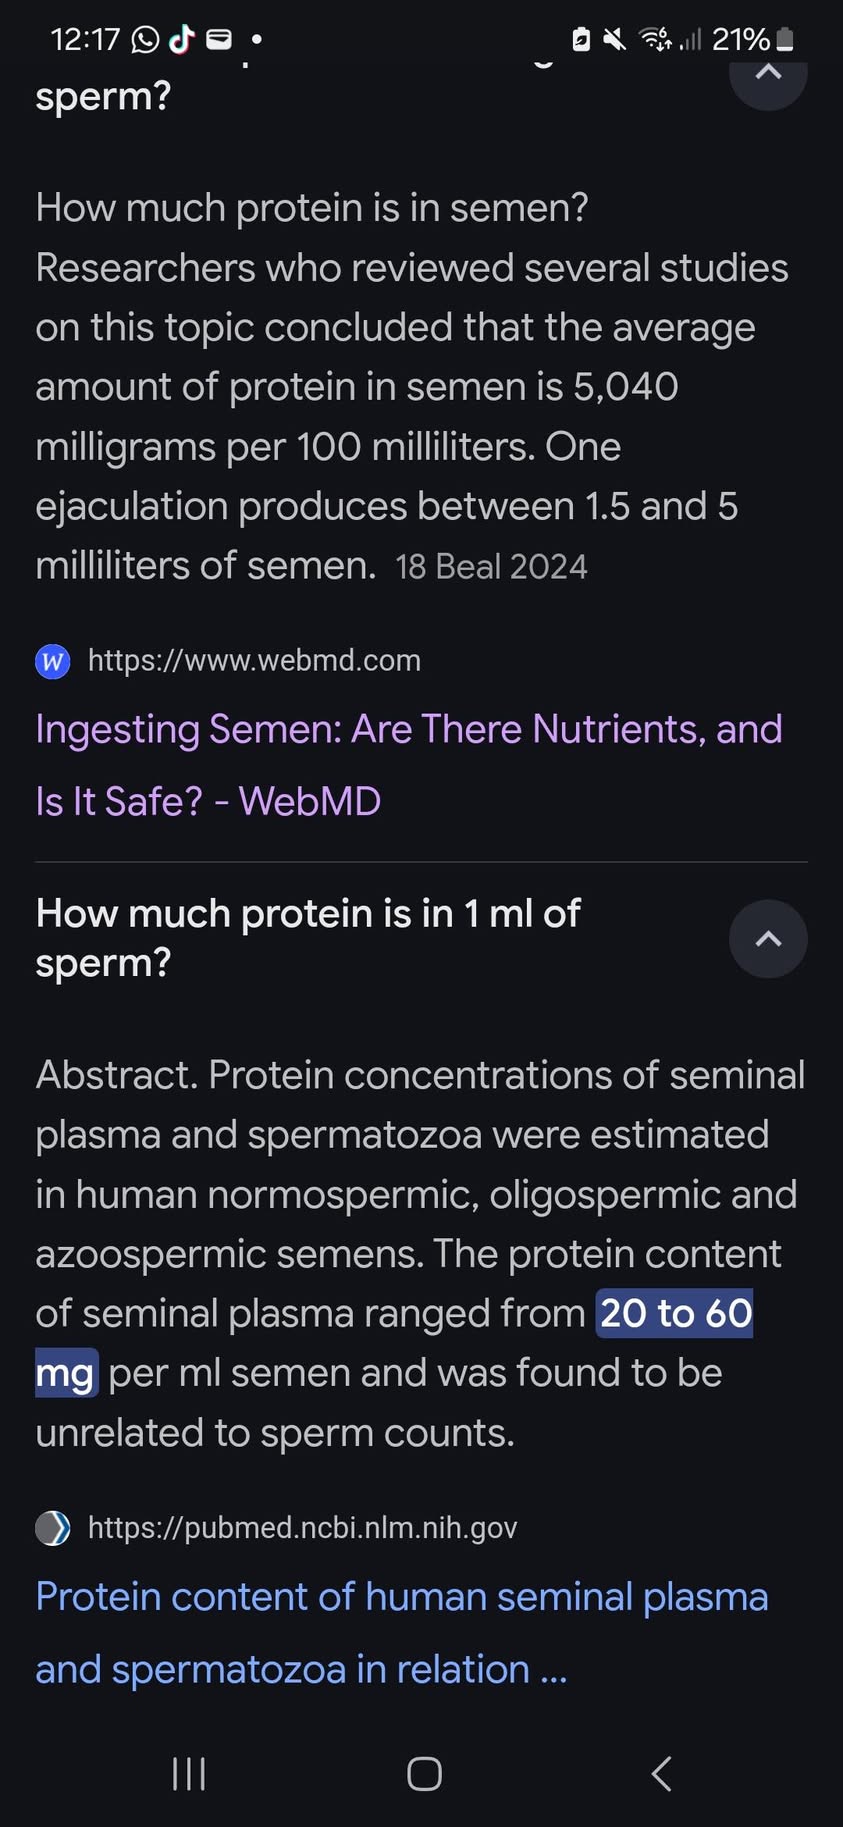 12:17 21%
sperm?
How much protein is in semen?
Researchers who reviewed several studies
on this topic concluded that the average
amount of protein in semen is 5,040
milligrams per 100 milliliters. One
ejaculation produces between 1.5 and 5
milliliters of semen. 18 Beal 2024
W https://www.webmd.com
Ingesting Semen: Are There Nutrients, and
Is It Safe? - WebMD
How much protein is in 1 ml of
sperm?
Abstract. Protein concentrations of seminal
plasma and spermatozoa were estimated
in human normospermic, oligospermic and
azoospermic semens. The protein content
of seminal plasma ranged from 20 to 60
mg per ml semen and was found to be
unrelated to sperm counts.
https://pubmed.ncbi.nlm.nih.gov
Protein content of human seminal plasma
and spermatozoa in relation ...